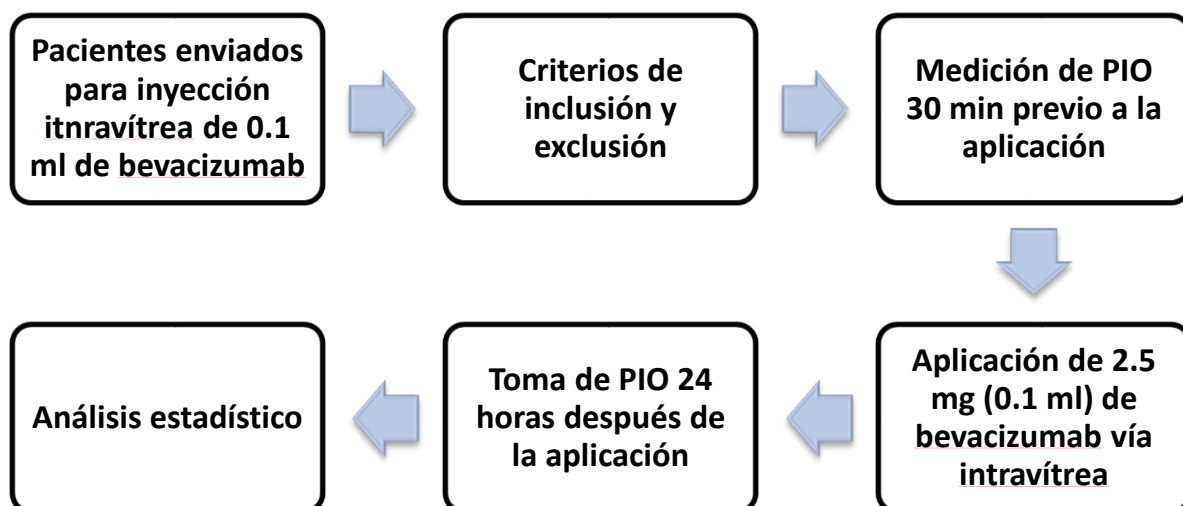 Pacientes enviados
para inyección
itnravítrea de 0.1
ml de bevacizumab
Criterios de
inclusión y
exclusión
Medición de PIO
30 min previo a la
aplicación
Aplicación de 2.5
mg (0.1 ml) de
bevacizumab vía
intravítrea
Toma de PIO 24
horas después de
la aplicación
Análisis estadístico